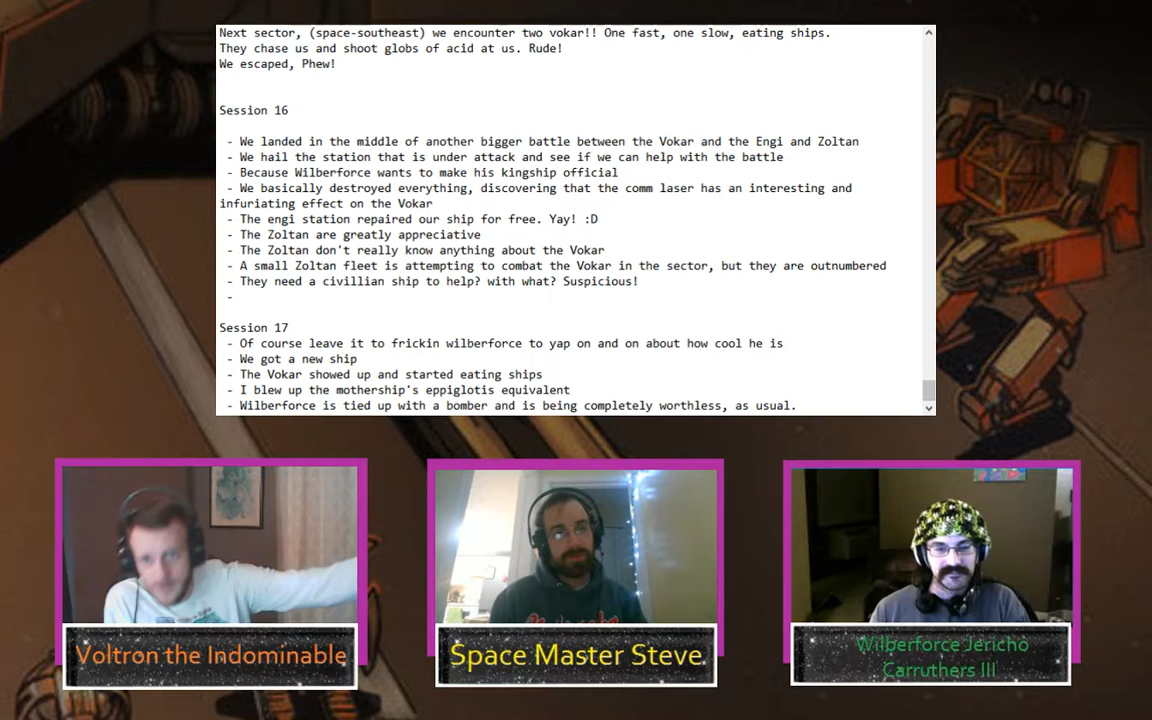 Next sector, (space-southeast) we encounter two vokar!! One fast, one slow, eating ships.
They chase us and shoot globs of acid at us. Rude!
We escaped, Phew!
Session 16
- We landed in the middle of another bigger battle between the Vokar and the Engi and Zoltan
- We hail the station that is under attack and see if we can help with the battle
- Because Wilberforce wants to make his kingship official
- We basically destroyed everything, discovering that the comm laser has an interesting and
infuriating effect on the Vokar
- The engi station repaired our ship for free. Yay! :D
- The Zoltan are greatly appreciative
- The Zoltan don't really know anything about the Vokar
- A small Zoltan fleet is attempting to combat the Vokar in the sector, but they are outnumbered
- They need a civillian ship to help? with what? Suspicious!
-
Session 17
- Of course leave it to frickin wilberforce to yap on and on about how cool he is
- We got a new ship
- The Vokar showed up and started eating ships
- I blew up the mothership's eppiglotis equivalent
- Wilberforce is tied up with a bomber and is being completely worthless, as usual.
Voltron the Indominable
Space Master Steve
Wilberforce Jericho
Carruthers III